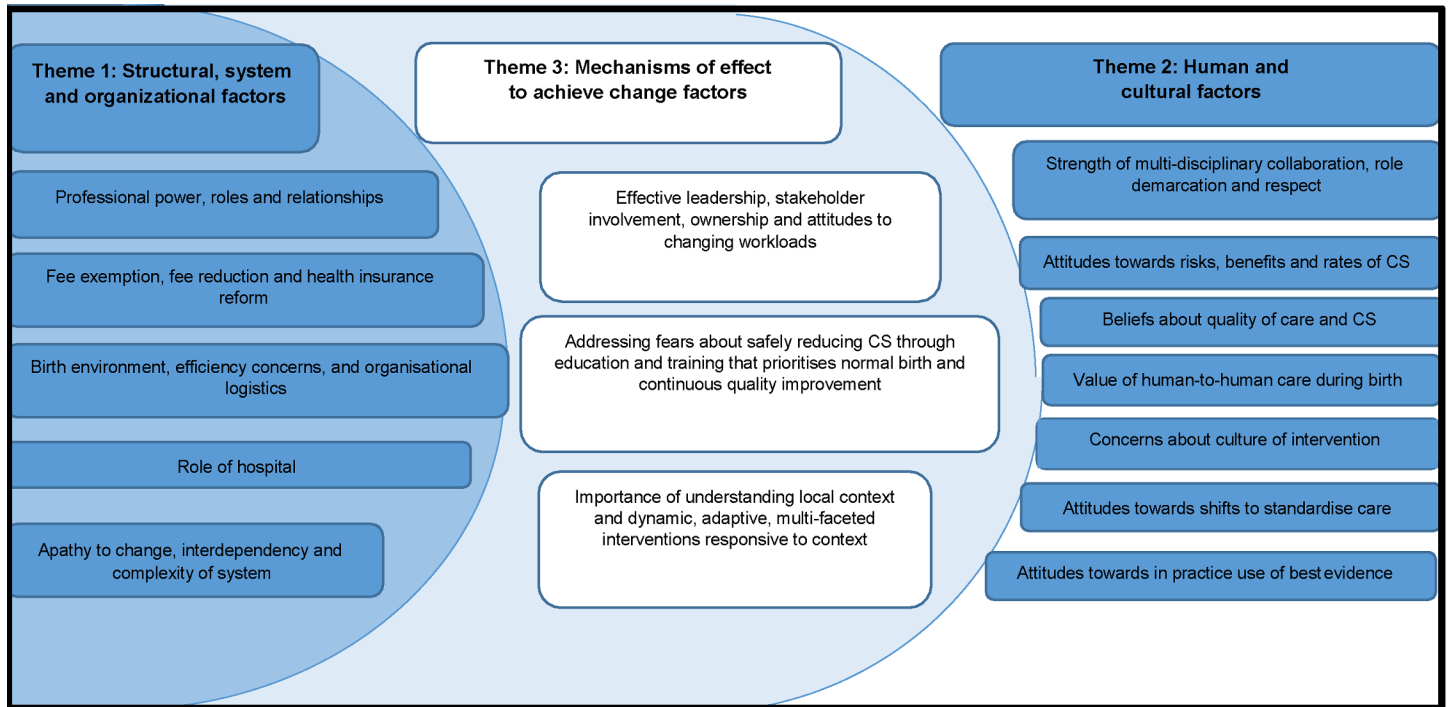 Theme 1: Structural, system
and organizational factors
Professional power, roles and relationships
Fee exemption, fee reduction and health insurance
reform
Birth environment, efficiency concerns, and organisational
logistics
Role of hospital
Apathy to change, interdependency and
complexity of system
Theme 3: Mechanisms of effect
to achieve change factors
Effective leadership, stakeholder
involvement, ownership and attitudes to
changing workloads
Addressing fears about safely reducing CS through
education and training that prioritises normal birth and
continuous quality improvement
Importance of understanding local context
and dynamic, adaptive, multi-faceted
interventions responsive to context
Theme 2: Human and
cultural factors
Strength of multi-disciplinary collaboration, role
demarcation and respect
Attitudes towards risks, benefits and rates of CS
Beliefs about quality of care and CS
Value of human-to-human care during birth
Concerns about culture of intervention
Attitudes towards shifts to standardise care
Attitudes towards in practice use of best evidence